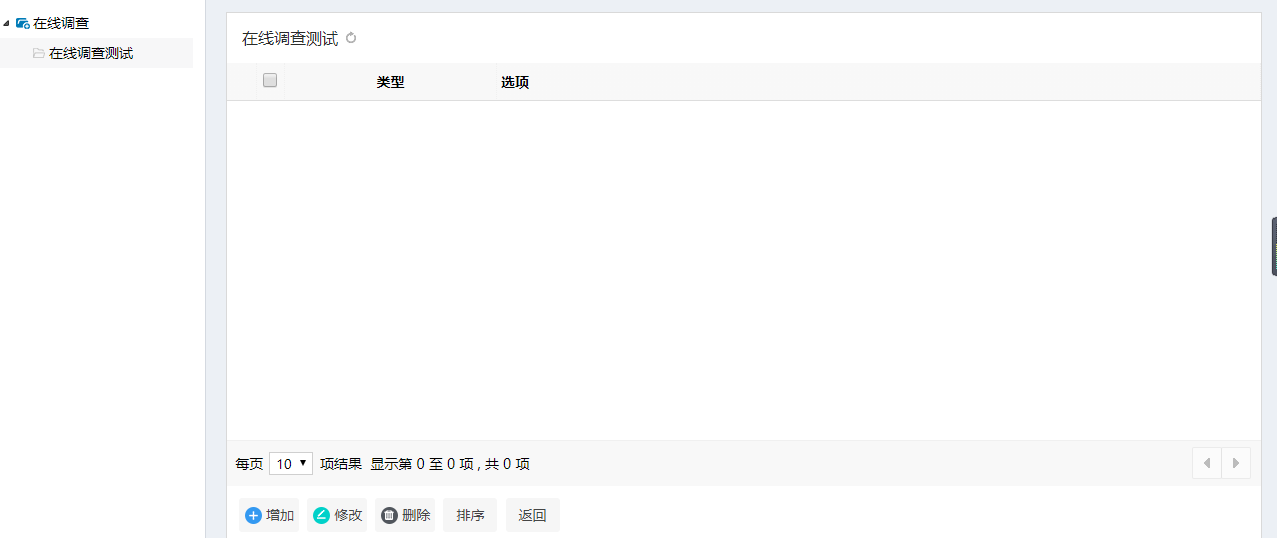 在线调查
在线调查测试
在线调查测试
类型 选项
每页 10 项结果 显示第 0 至 0 项 , 共 0 项
增加 修改 删除 排序 返回